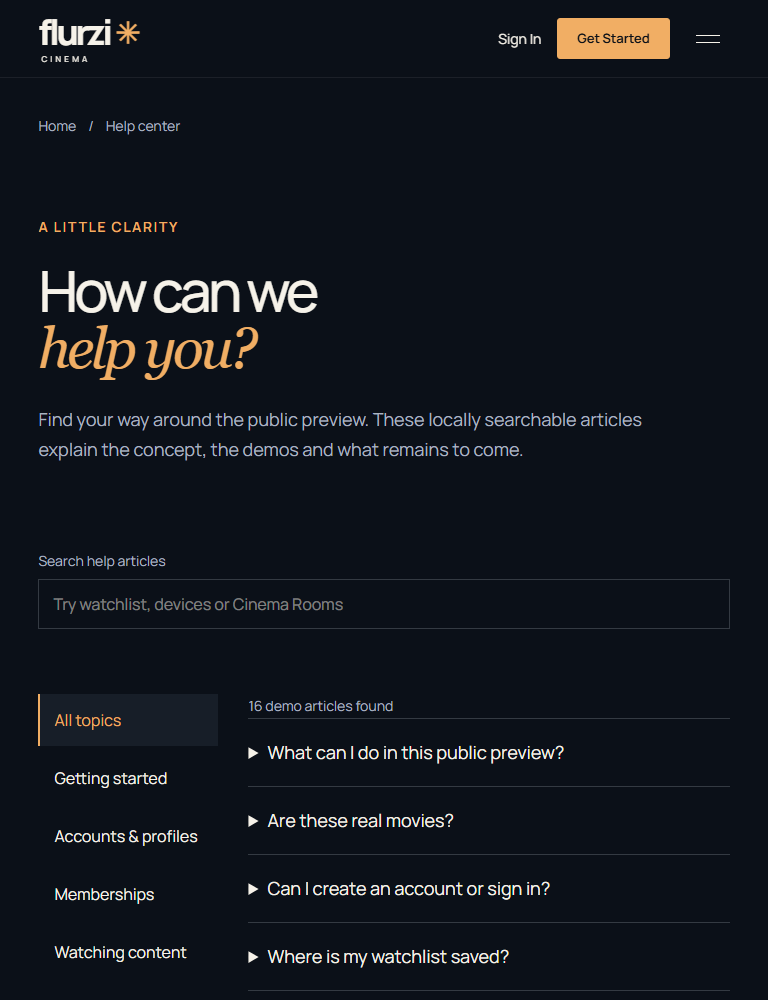 flurzi
CINEMA
Sign In
Get Started
Home / Help center
A LITTLE CLARITY
How can we
help you?
Find your way around the public preview. These locally searchable articles
explain the concept, the demos and what remains to come.
Search help articles
Try watchlist, devices or Cinema Rooms
All topics
Getting started
Accounts & profiles
Memberships
Watching content
16 demo articles found
What can I do in this public preview?
Are these real movies?
Can I create an account or sign in?
Where is my watchlist saved?